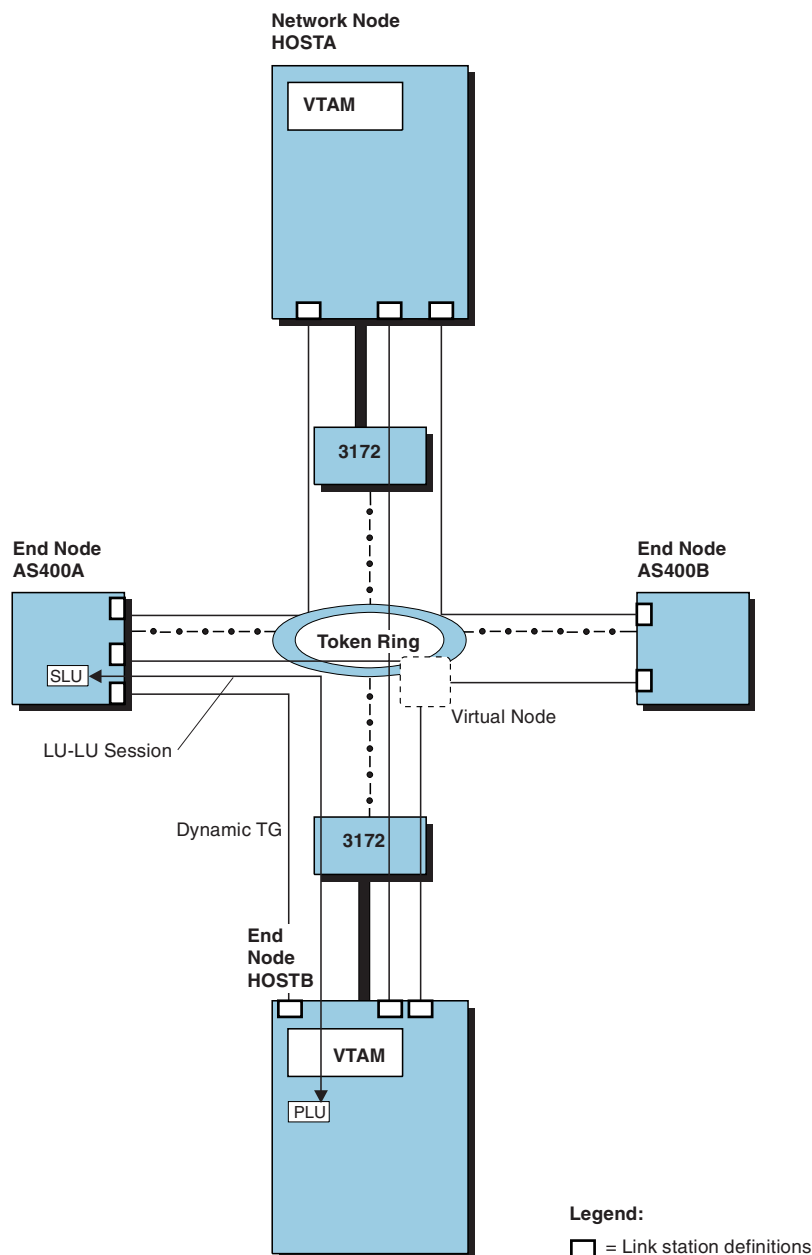 Network Node
HOSTA
VTAM
3172
End Node
AS400A
End Node
AS400B
Token Ring
SLU
Virtual Node
LU-LU Session
Dynamic TG
3172
End
Node
HOSTB
VTAM
PLU
Legend:
= Link station definitions